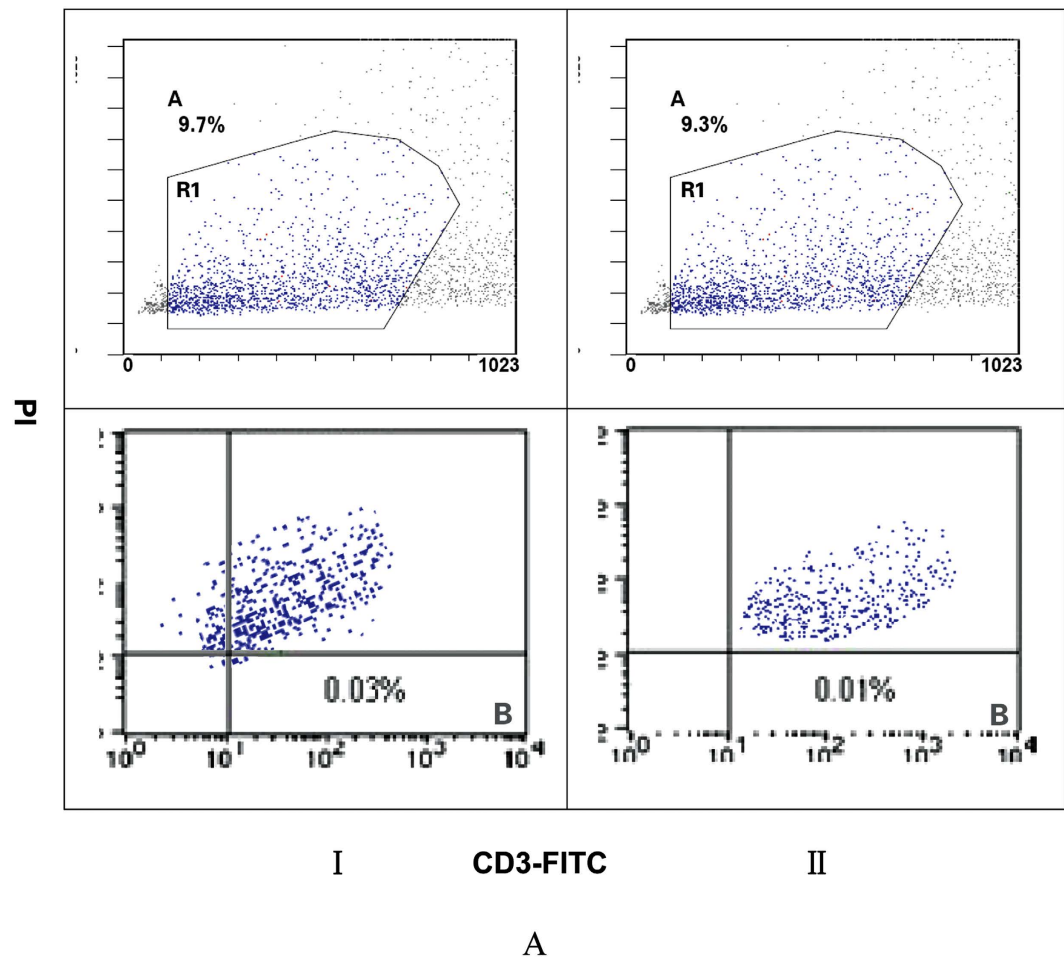 A
9.7%
R1
0 1023
A
9.3%
R1
0 1023
PI
0.03%
B
10⁰ 10¹ 10² 10³ 10⁴
0.01%
B
10⁰ 10¹ 10² 10³ 10⁴
I CD3-FITC II
A